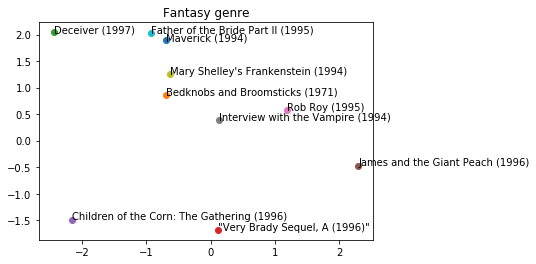 Fantasy genre
Deceiver (1997)
Father of the Bride Part II (1995)
Maverick (1994)
Mary Shelley's Frankenstein (1994)
Bedknobs and Broomsticks (1971)
Rob Roy (1995)
Interview with the Vampire (1994)
James and the Giant Peach (1996)
Children of the Corn: The Gathering (1996)
"Very Brady Sequel, A (1996)"
2.0
1.5
1.0
0.5
0.0
−0.5
−1.0
−1.5
−2 −1 0 1 2